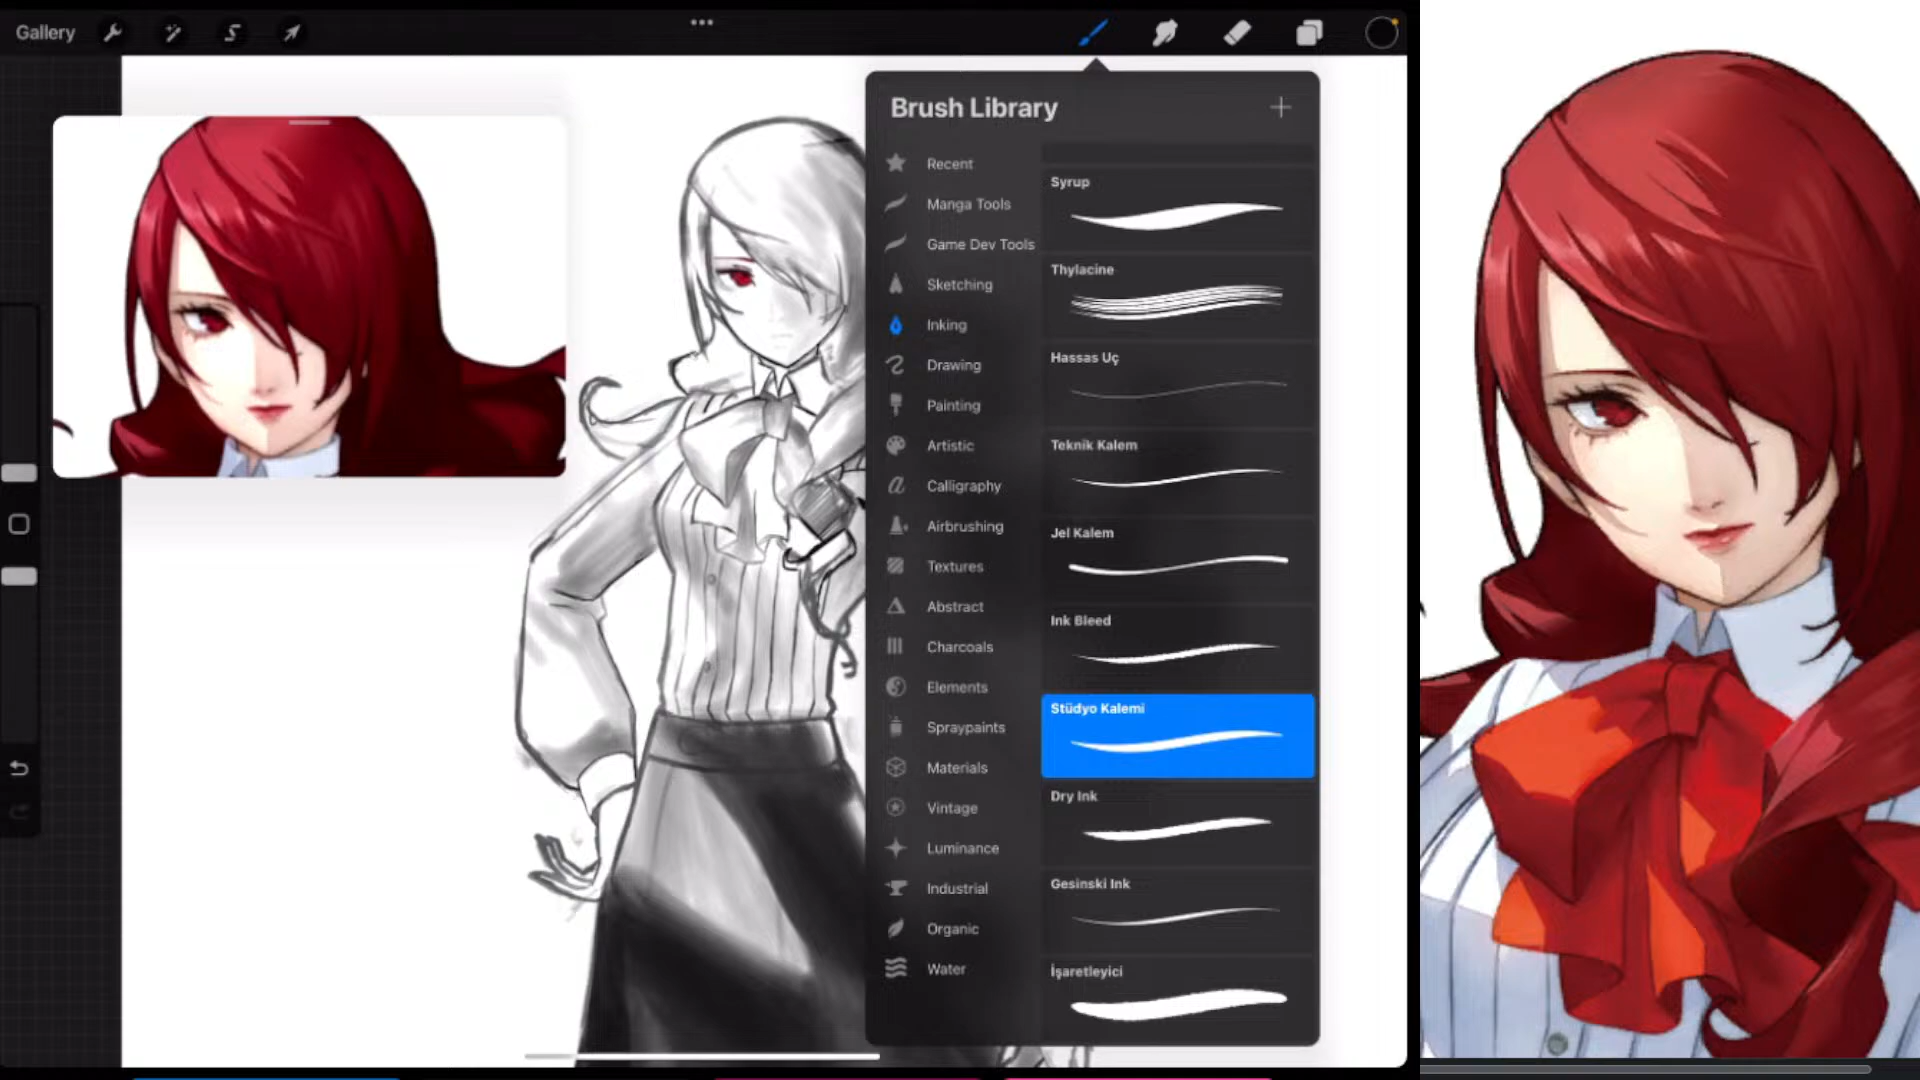 Gallery
Brush Library
Recent
Manga Tools
Game Dev Tools
Sketching
Inking
Drawing
Painting
Artistic
Calligraphy
Airbrushing
Textures
Abstract
Charcoals
Elements
Spraypaints
Materials
Vintage
Luminance
Industrial
Organic
Water
Syrup
Thylacine
Hassas Uç
Teknik Kalem
Jel Kalem
Ink Bleed
Stüdyo Kalemi
Dry Ink
Gesinski Ink
İşaretleyici